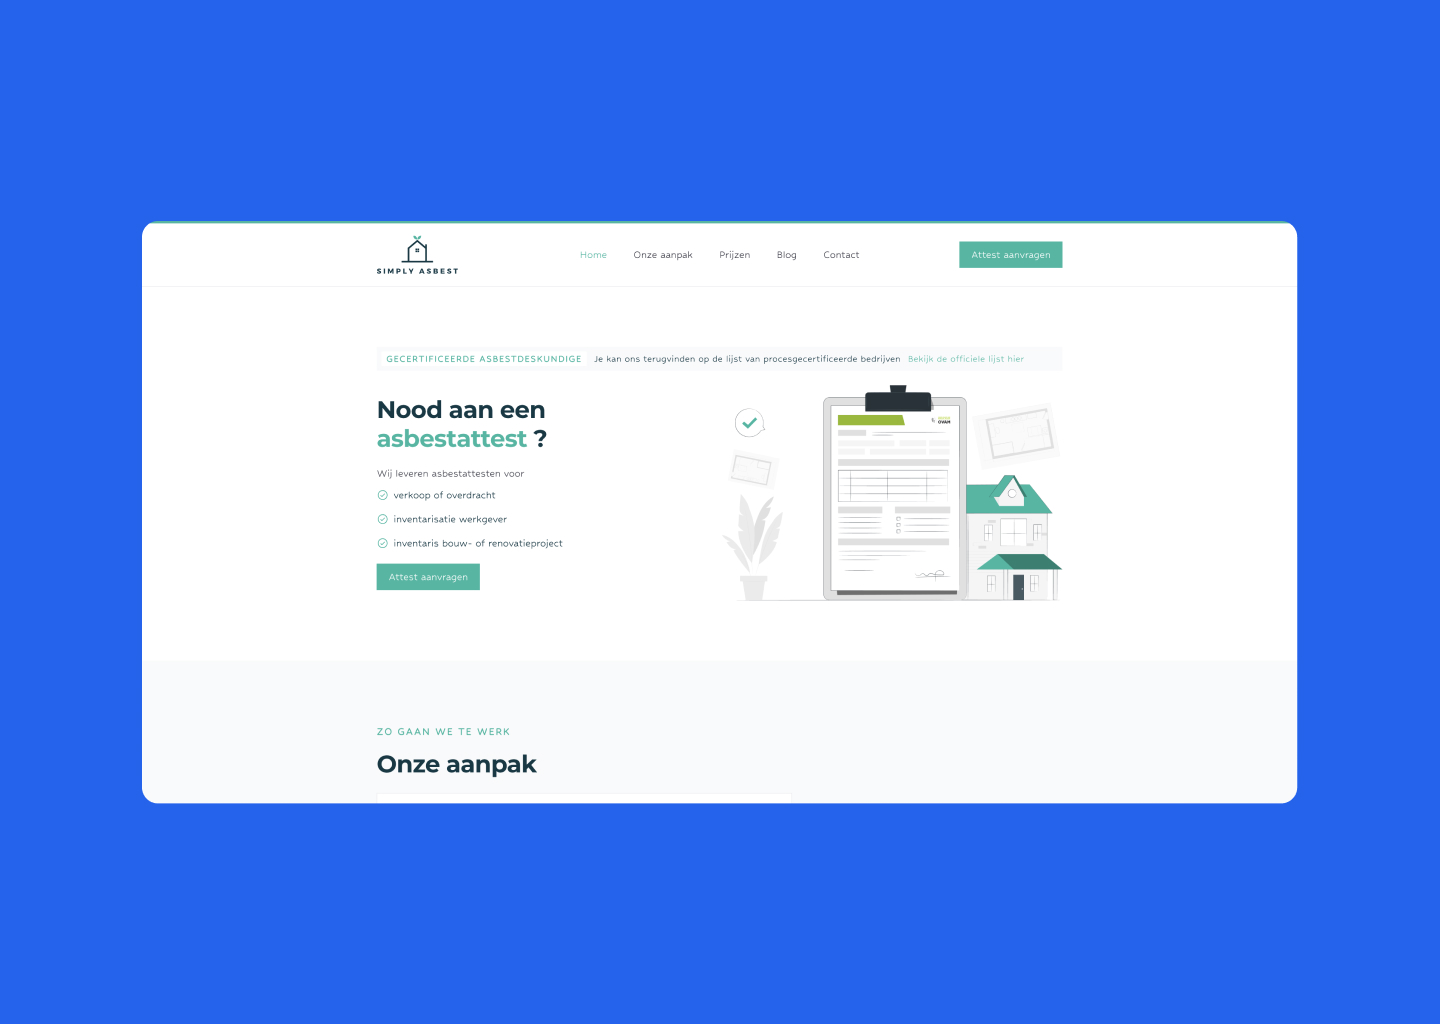 SIMPLY ASBEST
Home
Onze aanpak
Prijzen
Blog
Contact
Attest aanvragen
GECERTIFICEERDE ASBESTDESKUNDIGE
Je kan ons terugvinden op de lijst van procesgecertificeerde bedrijven
Bekijk de officiele lijst hier
Nood aan een
asbestattest ?
Wij leveren asbestattesten voor
verkoop of overdracht
inventarisatie werkgever
inventaris bouw- of renovatieproject
Attest aanvragen
OVAM
ZO GAAN WE TE WERK
Onze aanpak